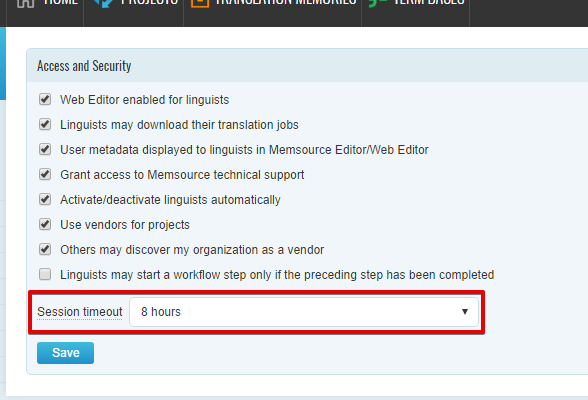 HOME PROJECTS TRANSLATION MEMORIES TERM BASES
Access and Security
Web Editor enabled for linguists
Linguists may download their translation jobs
User metadata displayed to linguists in Memsource Editor/Web Editor
Grant access to Memsource technical support
Activate/deactivate linguists automatically
Use vendors for projects
Others may discover my organization as a vendor
Linguists may start a workflow step only if the preceding step has been completed
Session timeout 8 hours
Save